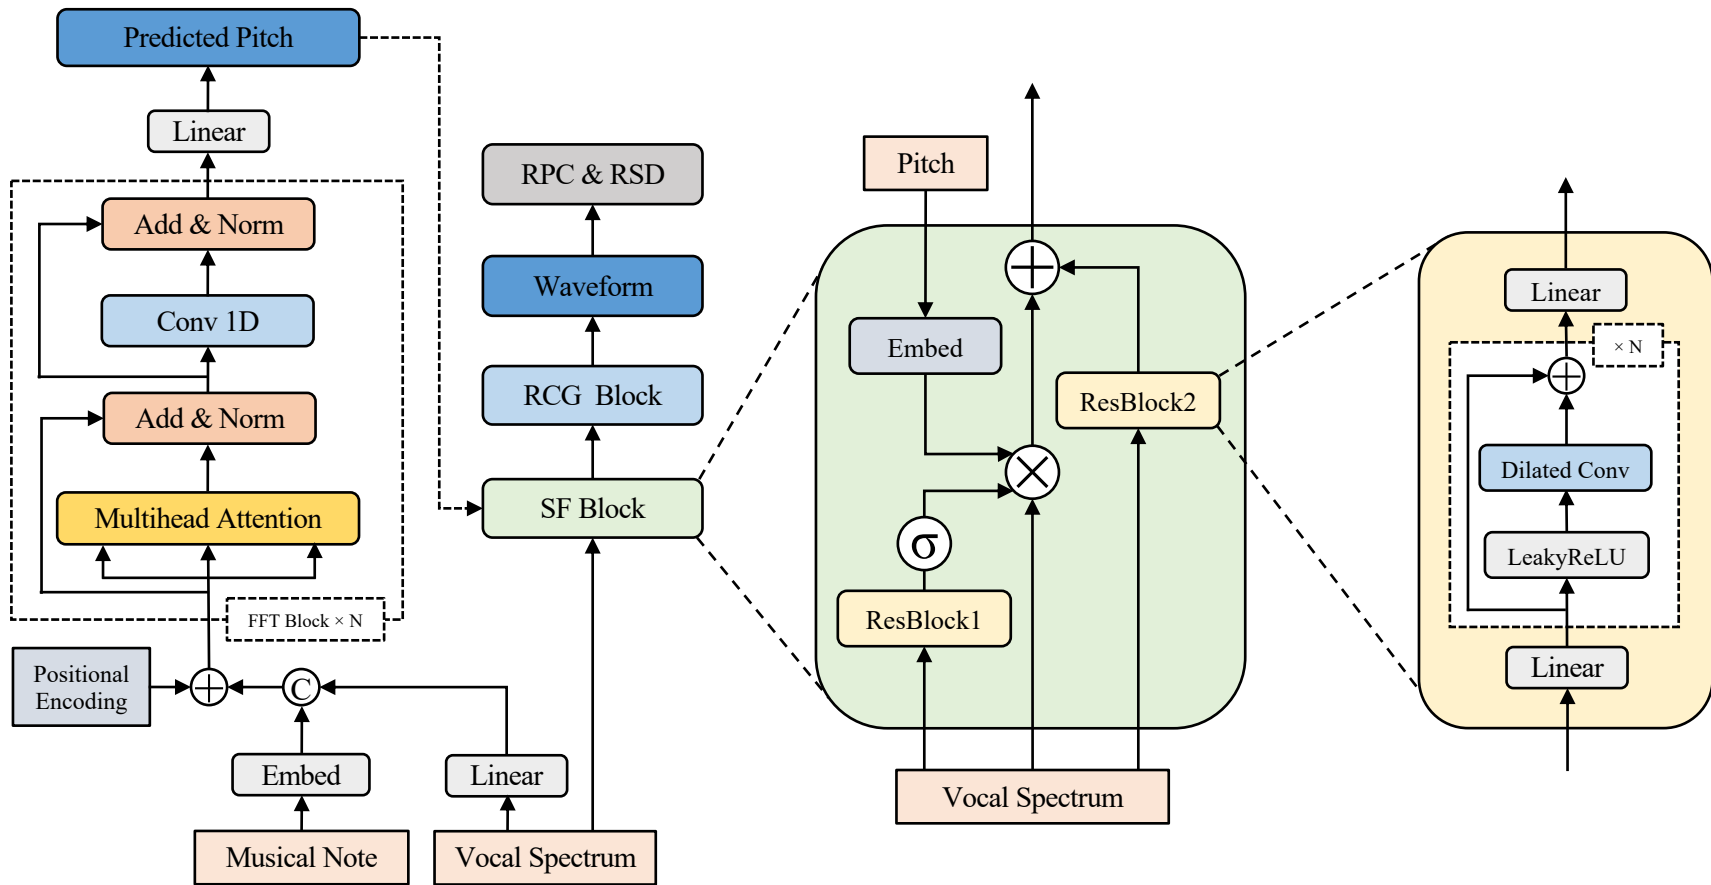 Predicted Pitch
Linear
Add & Norm
Conv 1D
Add & Norm
Multihead Attention
FFT Block × N
Positional
Encoding
+
C
Embed
Linear
Musical Note
Vocal Spectrum
RPC & RSD
Waveform
RCG Block
SF Block
Pitch
+
Embed
ResBlock2
×
σ
ResBlock1
Vocal Spectrum
Linear
× N
+
Dilated Conv
LeakyReLU
Linear